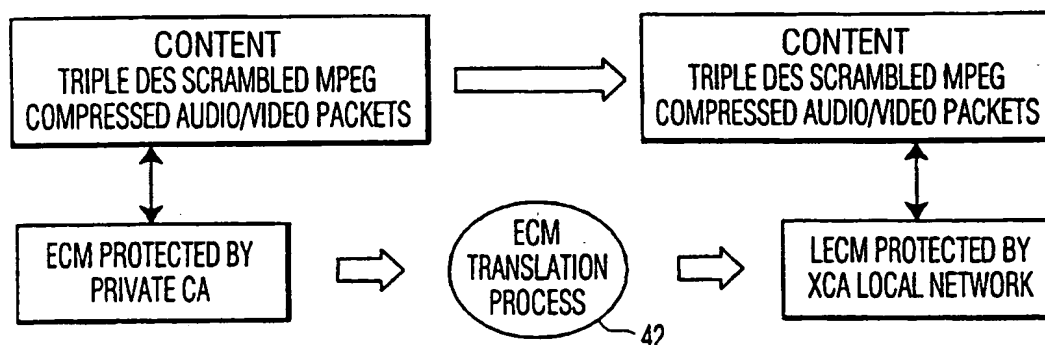 CONTENT
TRIPLE DES SCRAMBLED MPEG
COMPRESSED AUDIO/VIDEO PACKETS
CONTENT
TRIPLE DES SCRAMBLED MPEG
COMPRESSED AUDIO/VIDEO PACKETS
ECM PROTECTED BY
PRIVATE CA
ECM
TRANSLATION
PROCESS
42
LECM PROTECTED BY
XCA LOCAL NETWORK